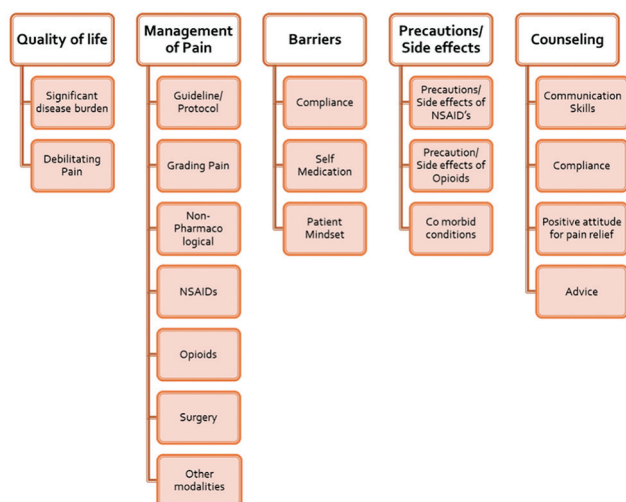 Quality of life
Significant
disease burden
Debilitating
Pain
Management
of Pain
Guideline/
Protocol
Grading Pain
Non-
Pharmaco
logical
NSAIDs
Opioids
Surgery
Other
modalities
Barriers
Compliance
Self
Medication
Patient
Mindset
Precautions/
Side effects
Precautions/
Side effects of
NSAID's
Precaution/
Side effects of
Opioids
Co morbid
conditions
Counseling
Communication
Skills
Compliance
Positive attitude
for pain relief
Advice